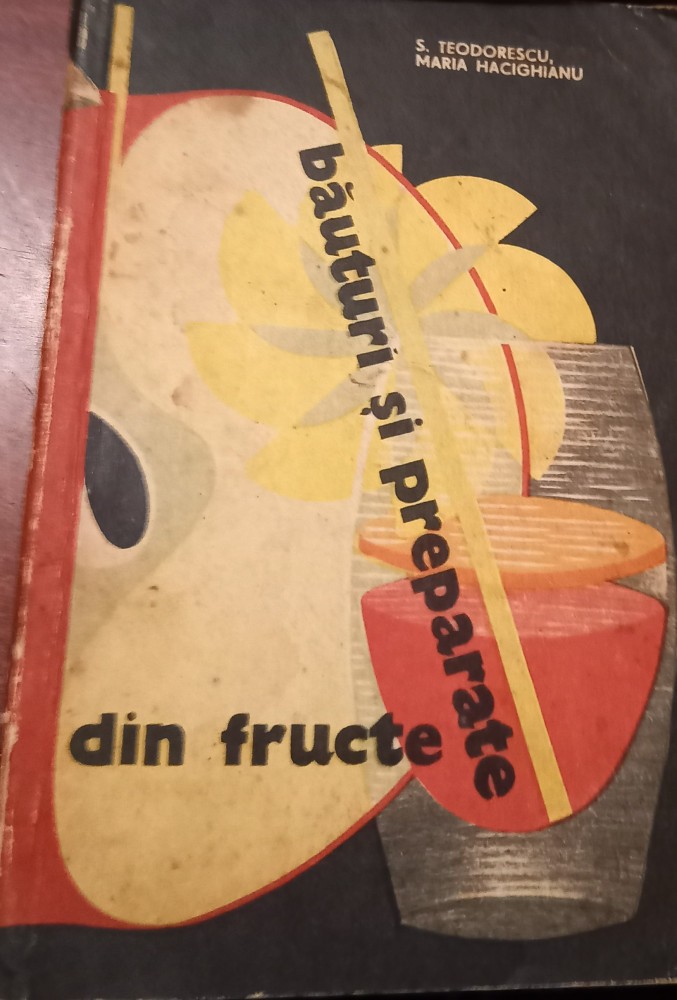 S. TEODORESCU,
MARIA HACIGHIANU
băuturi și preparate
din fructe